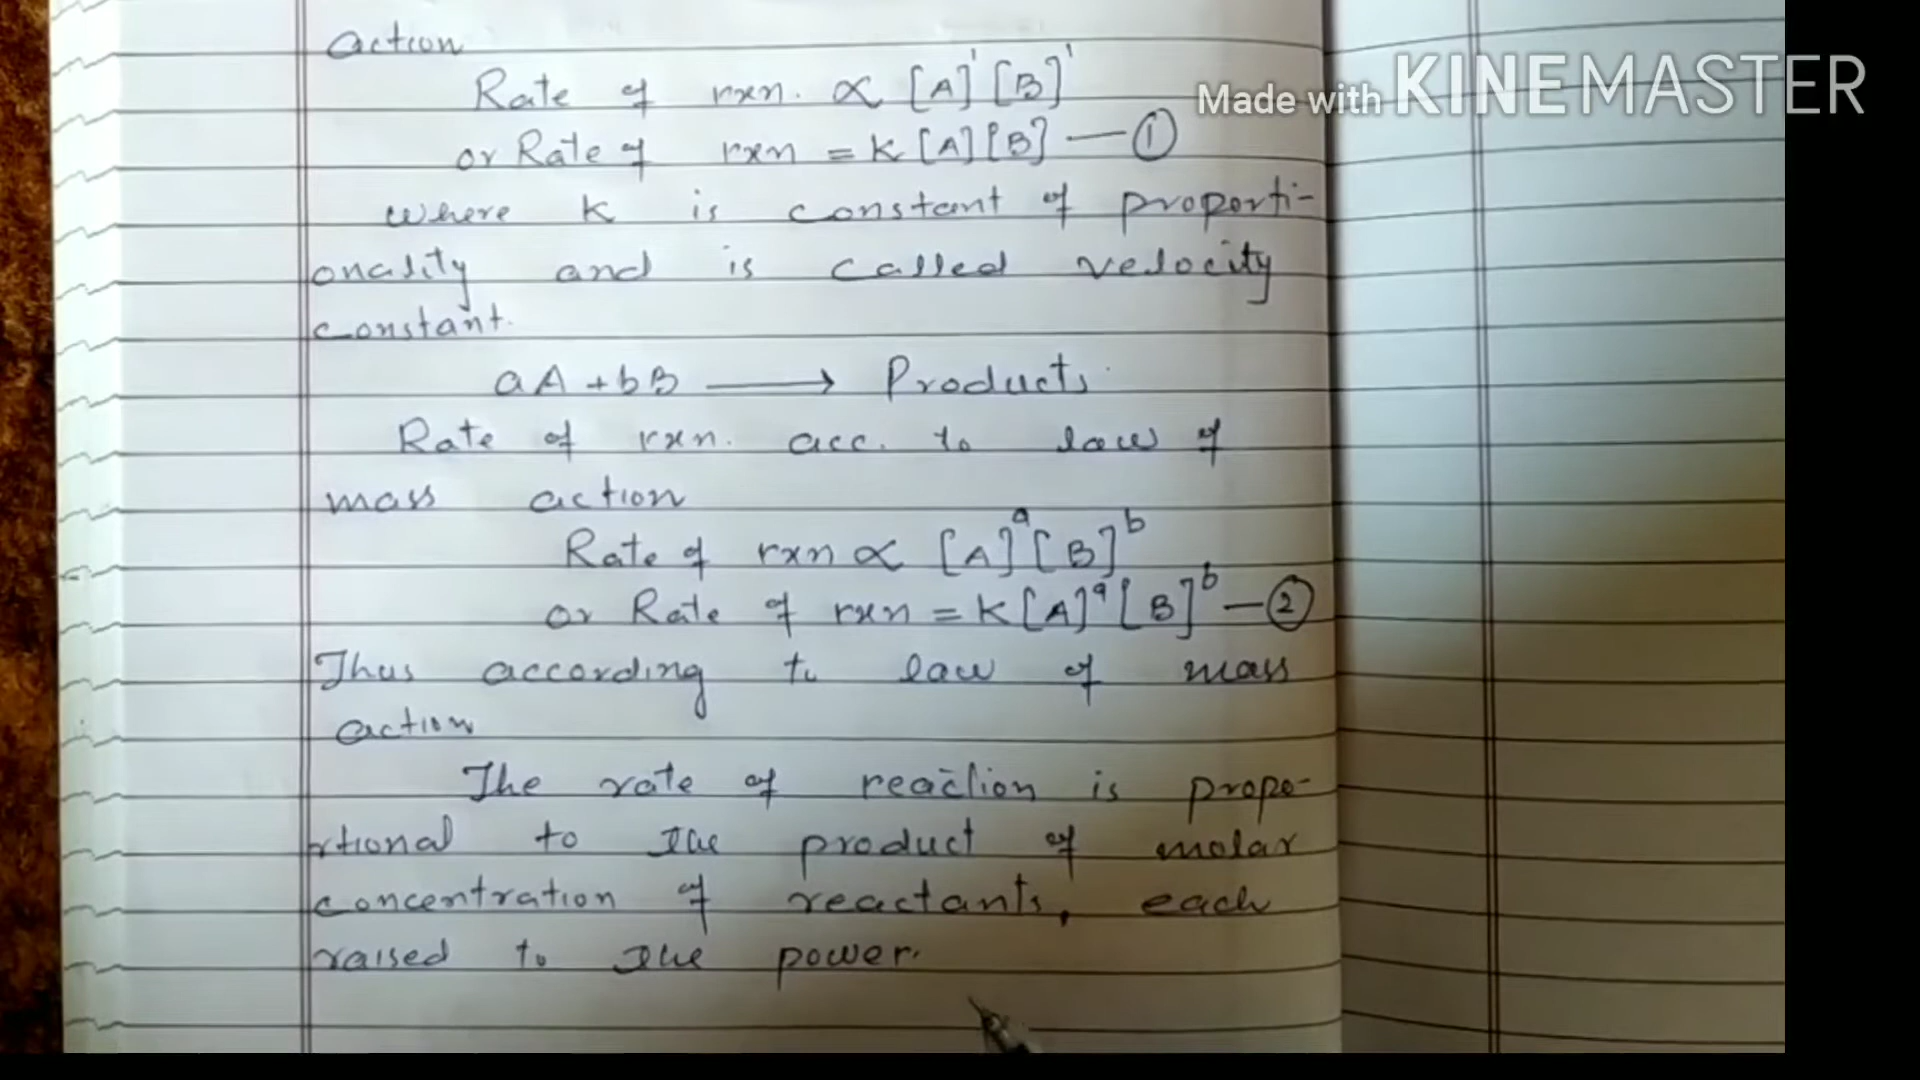 action
Rate of rxn. ∝ [A]¹ [B]¹
Made with KINEMASTER
or Rate of rxn = K [A] [B] — ①
where K is constant of proporti-
onality and is called velocity
constant.
aA + bB ⟶ Products.
Rate of rxn. acc. to law of
mass action
Rate of rxn ∝ [A]ᵃ [B]ᵇ
or Rate of rxn = K [A]ᵃ [B]ᵇ — ②
Thus according to law of mass
action
The rate of reaction is propo-
rtional to the product of molar
concentration of reactants, each
raised to the power.